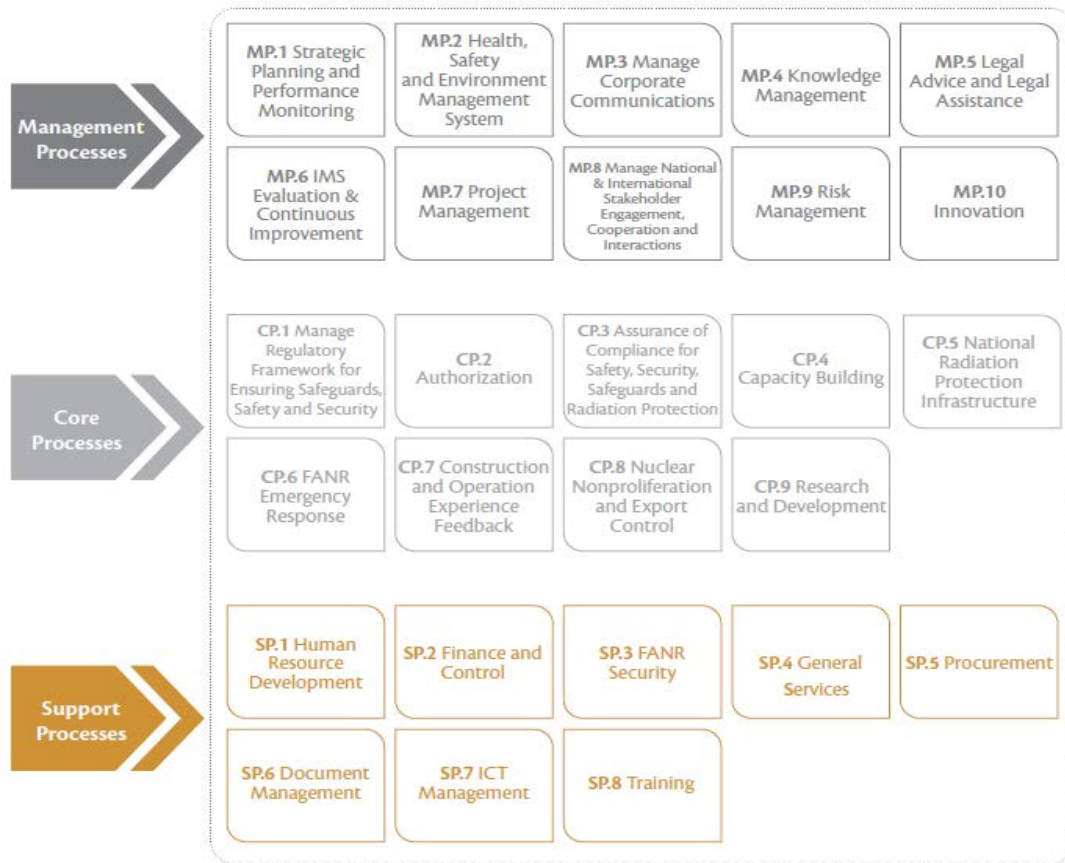 Management
Processes
MP.1 Strategic
Planning and
Performance
Monitoring
MP.2 Health,
Safety
and Environment
Management
System
MP.3 Manage
Corporate
Communications
MP.4 Knowledge
Management
MP.5 Legal
Advice and Legal
Assistance
MP.6 IMS
Evaluation &
Continuous
Improvement
MP.7 Project
Management
MP.8 Manage National
& International
Stakeholder
Engagement,
Cooperation and
Interactions
MP.9 Risk
Management
MP.10
Innovation
Core
Processes
CP.1 Manage
Regulatory
Framework for
Ensuring Safeguards,
Safety and Security
CP.2
Authorization
CP.3 Assurance of
Compliance for
Safety, Security,
Safeguards and
Radiation Protection
CP.4
Capacity Building
CP.5 National
Radiation
Protection
Infrastructure
CP.6 FANR
Emergency
Response
CP.7 Construction
and Operation
Experience
Feedback
CP.8 Nuclear
Nonproliferation
and Export
Control
CP.9 Research
and Development
Support
Processes
SP.1 Human
Resource
Development
SP.2 Finance and
Control
SP.3 FANR
Security
SP.4 General
Services
SP.5 Procurement
SP.6 Document
Management
SP.7 ICT
Management
SP.8 Training